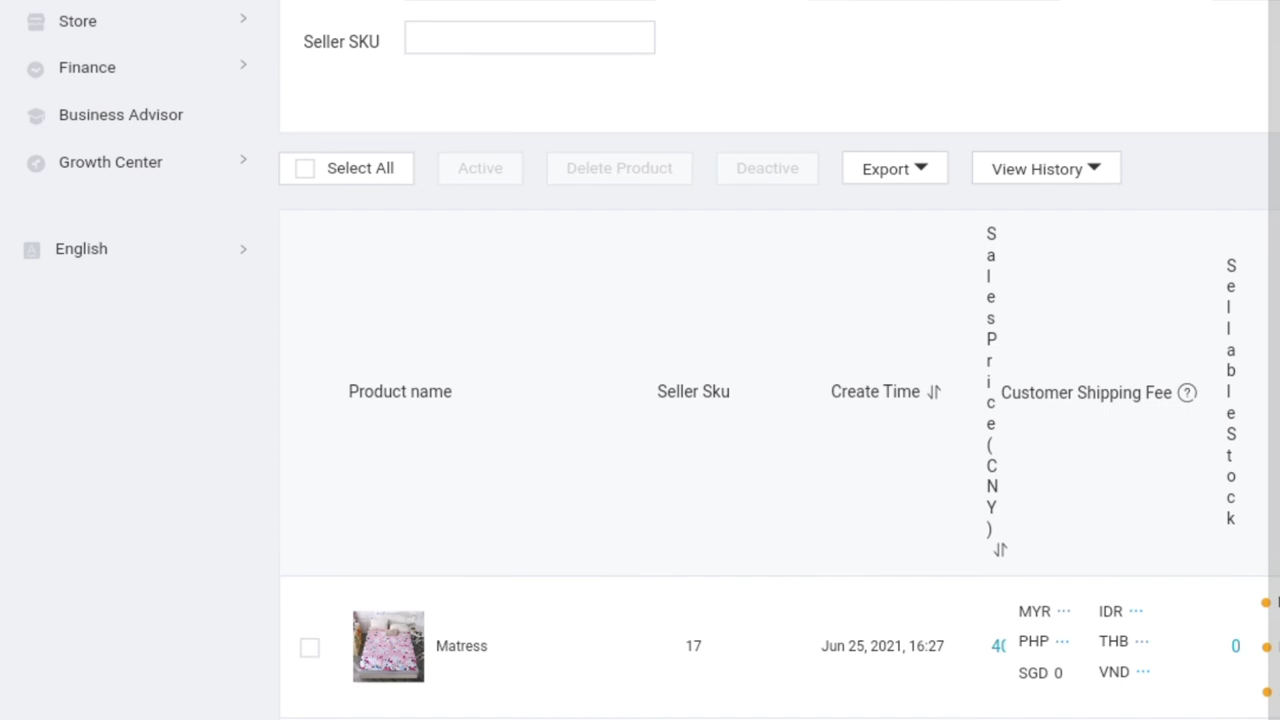 Store
Finance
Business Advisor
Growth Center
English
Seller SKU
Select All
Active
Delete Product
Deactive
Export
View History
Product name
Seller Sku
Create Time
SalesPrice(CNY)
Customer Shipping Fee ?
SellableStock
Matress
17
Jun 25, 2021, 16:27
MYR ... IDR ...
PHP ... THB ...
SGD 0 VND ...
0